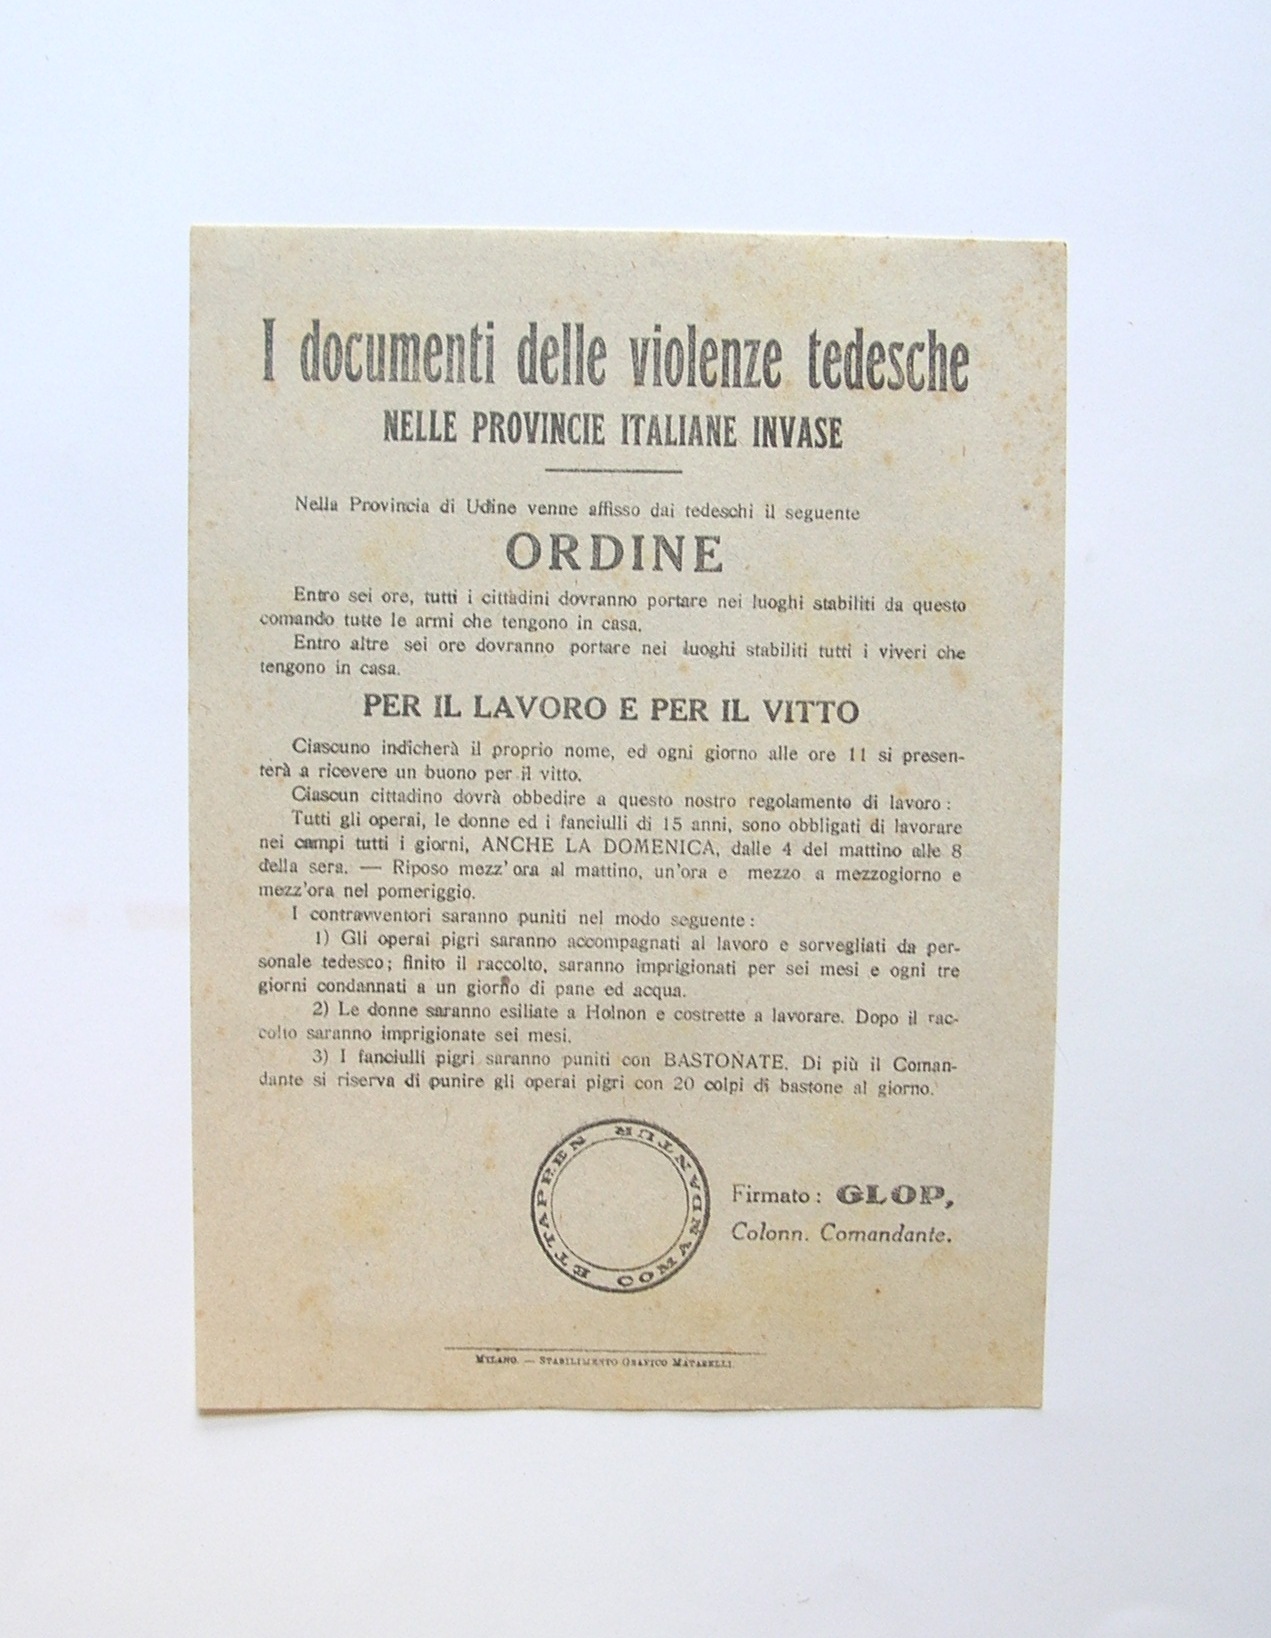 I documenti delle violenze tedesche
NELLE PROVINCIE ITALIANE INVASE
Nella Provincia di Udine venne affisso dai tedeschi il seguente
ORDINE
Entro sei ore, tutti i cittadini dovranno portare nei luoghi stabiliti da questo
comando tutte le armi che tengono in casa.
Entro altre sei ore dovranno portare nei luoghi stabiliti tutti i viveri che
tengono in casa.
PER IL LAVORO E PER IL VITTO
Ciascuno indicherà il proprio nome, ed ogni giorno alle ore 11 si presen-
terà a ricevere un buono per il vitto.
Ciascun cittadino dovrà obbedire a questo nostro regolamento di lavoro :
Tutti gli operai, le donne ed i fanciulli di 15 anni, sono obbligati di lavorare
nei campi tutti i giorni, ANCHE LA DOMENICA, dalle 4 del mattino alle 8
della sera. — Riposo mezz'ora al mattino, un'ora e mezzo a mezzogiorno e
mezz'ora nel pomeriggio.
I contravventori saranno puniti nel modo seguente :
1) Gli operai pigri saranno accompagnati al lavoro e sorvegliati da per-
sonale tedesco ; finito il raccolto, saranno imprigionati per sei mesi e ogni tre
giorni condannati a un giorno di pane ed acqua.
2) Le donne saranno esiliate a Holnon e costrette a lavorare. Dopo il rac-
colto saranno imprigionate sei mesi.
3) I fanciulli pigri saranno puniti con BASTONATE. Di più il Coman-
dante si riserva di punire gli operai pigri con 20 colpi di bastone al giorno.
ETTAPPEN COMANDANTUR
Firmato : GLOP,
Colonn. Comandante.
MILANO. — STABILIMENTO GRAFICO MATARELLI